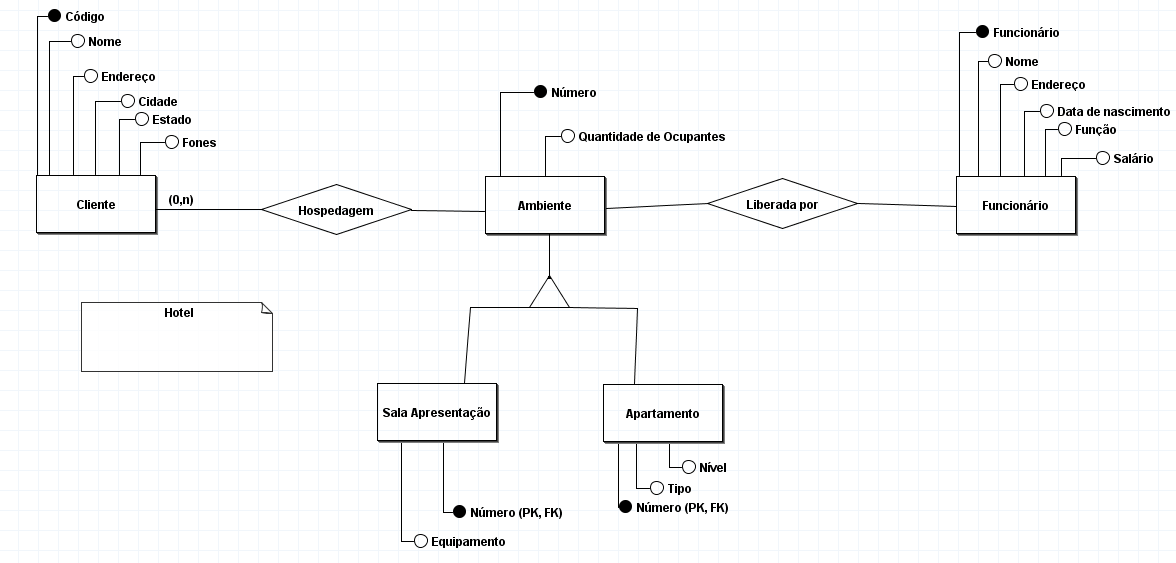 Código
Nome
Endereço
Cidade
Estado
Fones
Cliente
(0,n)
Hospedagem
Número
Quantidade de Ocupantes
Ambiente
Liberada por
Funcionário
Nome
Endereço
Data de nascimento
Função
Salário
Funcionário
Hotel
Sala Apresentação
Número (PK, FK)
Equipamento
Apartamento
Nível
Tipo
Número (PK, FK)